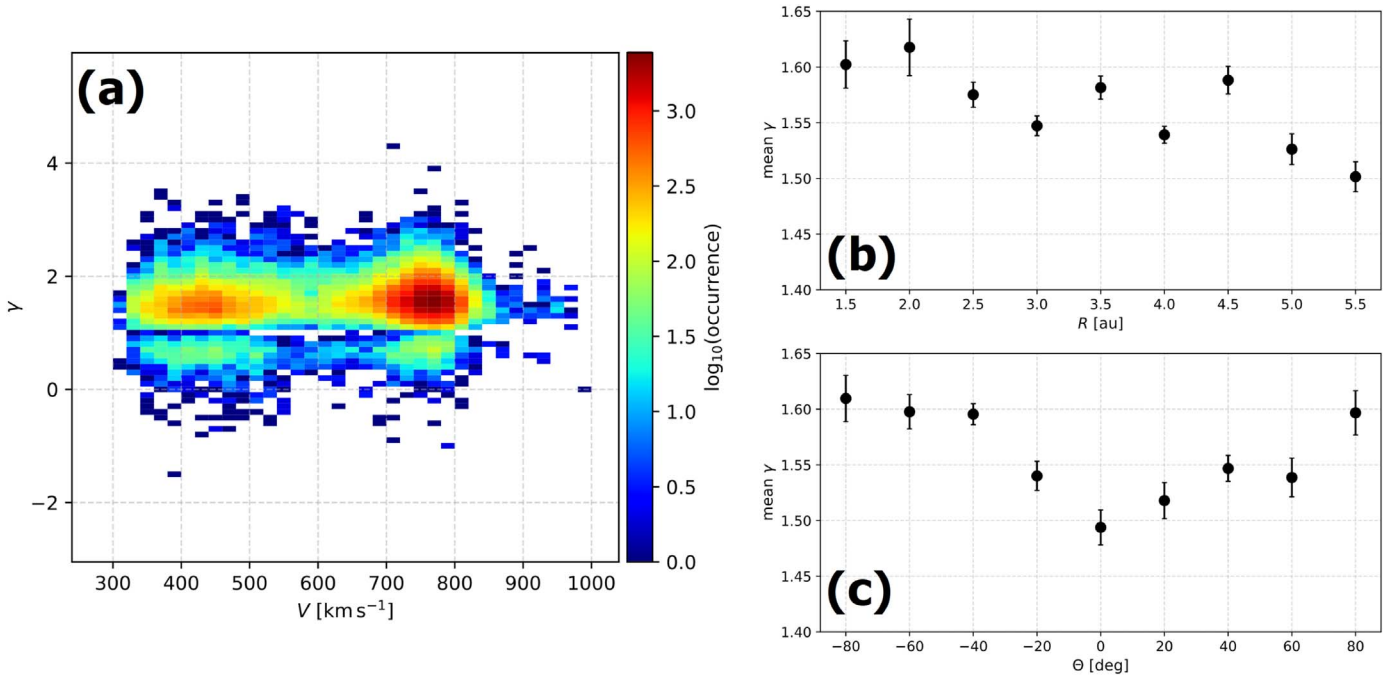 (a)
4
2
0
−2
γ
300 400 500 600 700 800 900 1000
V [km s⁻¹]
3.0
2.5
2.0
1.5
1.0
0.5
0.0
log₁₀(occurrence)
(b)
1.65
1.60
1.55
1.50
1.45
1.40
mean γ
1.5 2.0 2.5 3.0 3.5 4.0 4.5 5.0 5.5
R [au]
(c)
1.65
1.60
1.55
1.50
1.45
1.40
mean γ
−80 −60 −40 −20 0 20 40 60 80
Θ [deg]